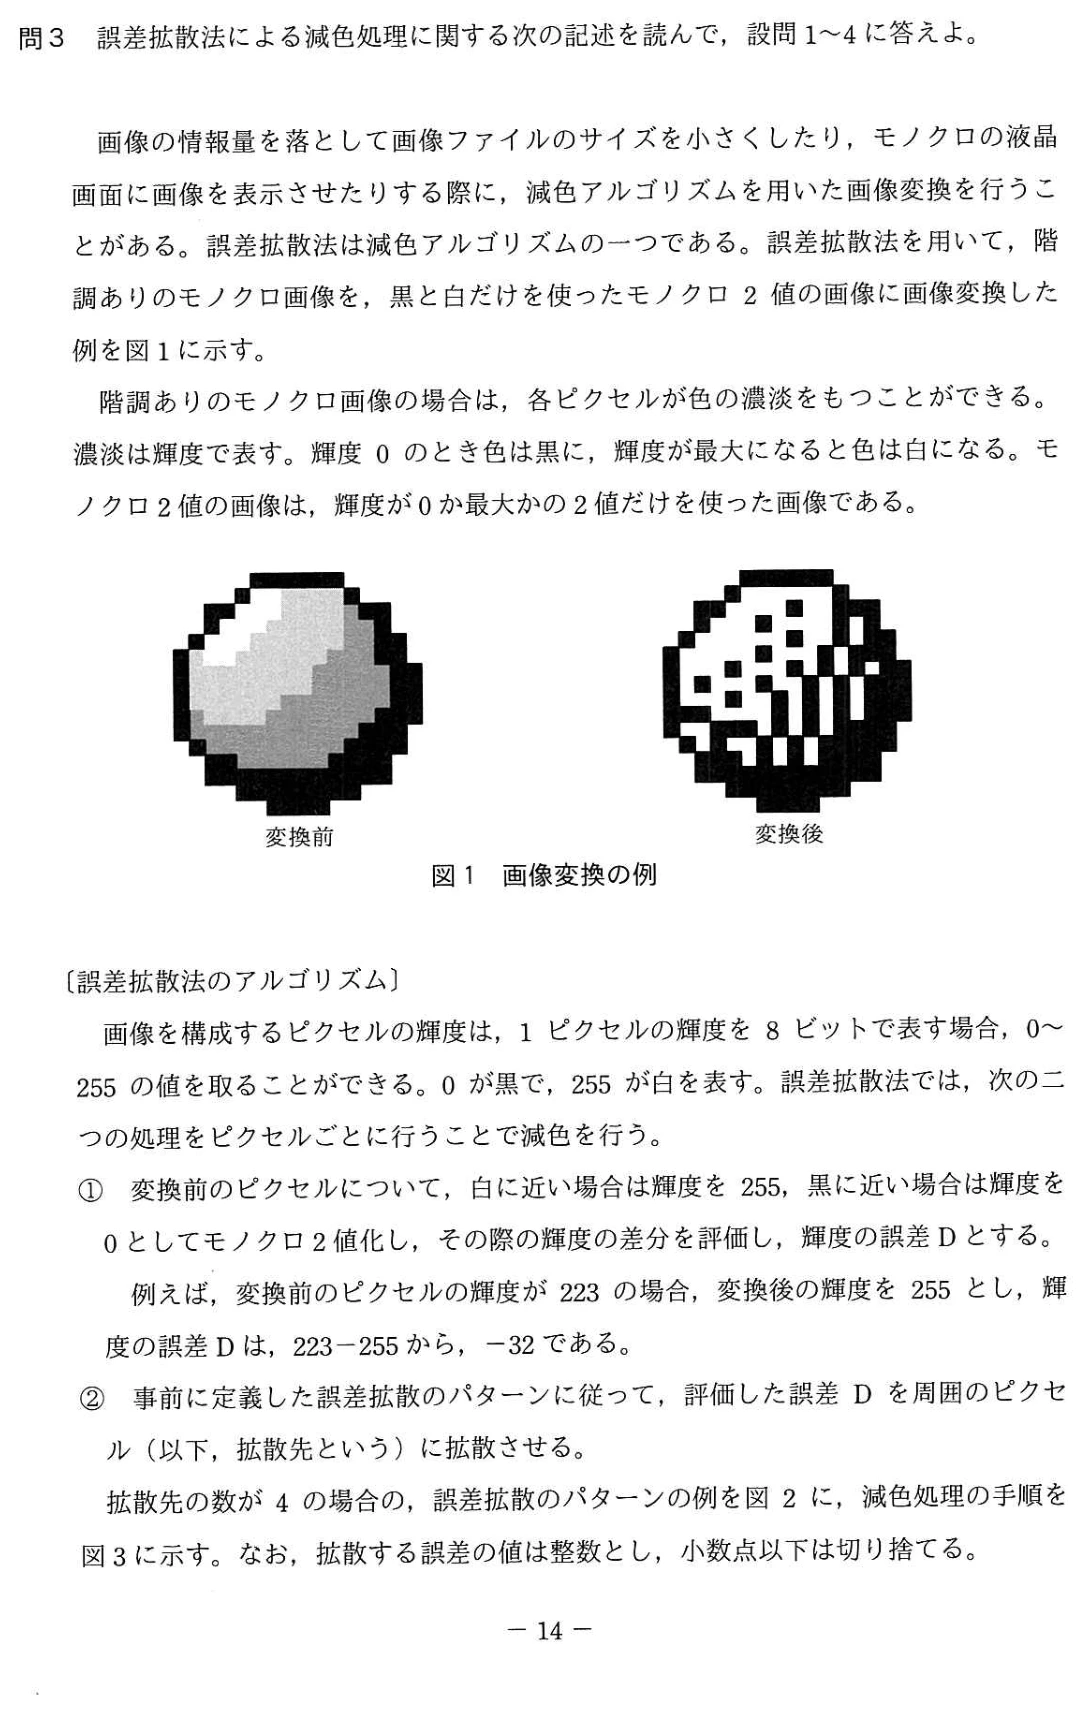 問3 誤差拡散法による減色処理に関する次の記述を読んで，設問1～4に答えよ。
画像の情報量を落として画像ファイルのサイズを小さくしたり，モノクロの液晶
画面に画像を表示させたりする際に，減色アルゴリズムを用いた画像変換を行うこ
とがある。誤差拡散法は減色アルゴリズムの一つである。誤差拡散法を用いて，階
調ありのモノクロ画像を，黒と白だけを使ったモノクロ 2 値の画像に画像変換した
例を図1に示す。
階調ありのモノクロ画像の場合は，各ピクセルが色の濃淡をもつことができる。
濃淡は輝度で表す。輝度 0 のとき色は黒に，輝度が最大になると色は白になる。モ
ノクロ2値の画像は，輝度が0か最大かの2値だけを使った画像である。
変換前
変換後
図1 画像変換の例
〔誤差拡散法のアルゴリズム〕
画像を構成するピクセルの輝度は，1 ピクセルの輝度を 8 ビットで表す場合，0～
255 の値を取ることができる。0 が黒で，255 が白を表す。誤差拡散法では，次の二
つの処理をピクセルごとに行うことで減色を行う。
① 変換前のピクセルについて，白に近い場合は輝度を 255，黒に近い場合は輝度を
0としてモノクロ2値化し，その際の輝度の差分を評価し，輝度の誤差Dとする。
例えば，変換前のピクセルの輝度が 223 の場合，変換後の輝度を 255 とし，輝
度の誤差Dは，223－255から，－32である。
② 事前に定義した誤差拡散のパターンに従って，評価した誤差 D を周囲のピクセ
ル（以下，拡散先という）に拡散させる。
拡散先の数が 4 の場合の，誤差拡散のパターンの例を図 2 に，減色処理の手順を
図3に示す。なお，拡散する誤差の値は整数とし，小数点以下は切り捨てる。
－ 14 －